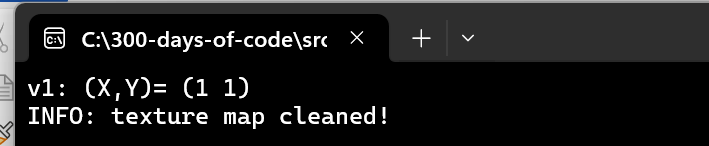 C:\300-days-of-code\src
v1: (X,Y)= (1 1)
INFO: texture map cleaned!